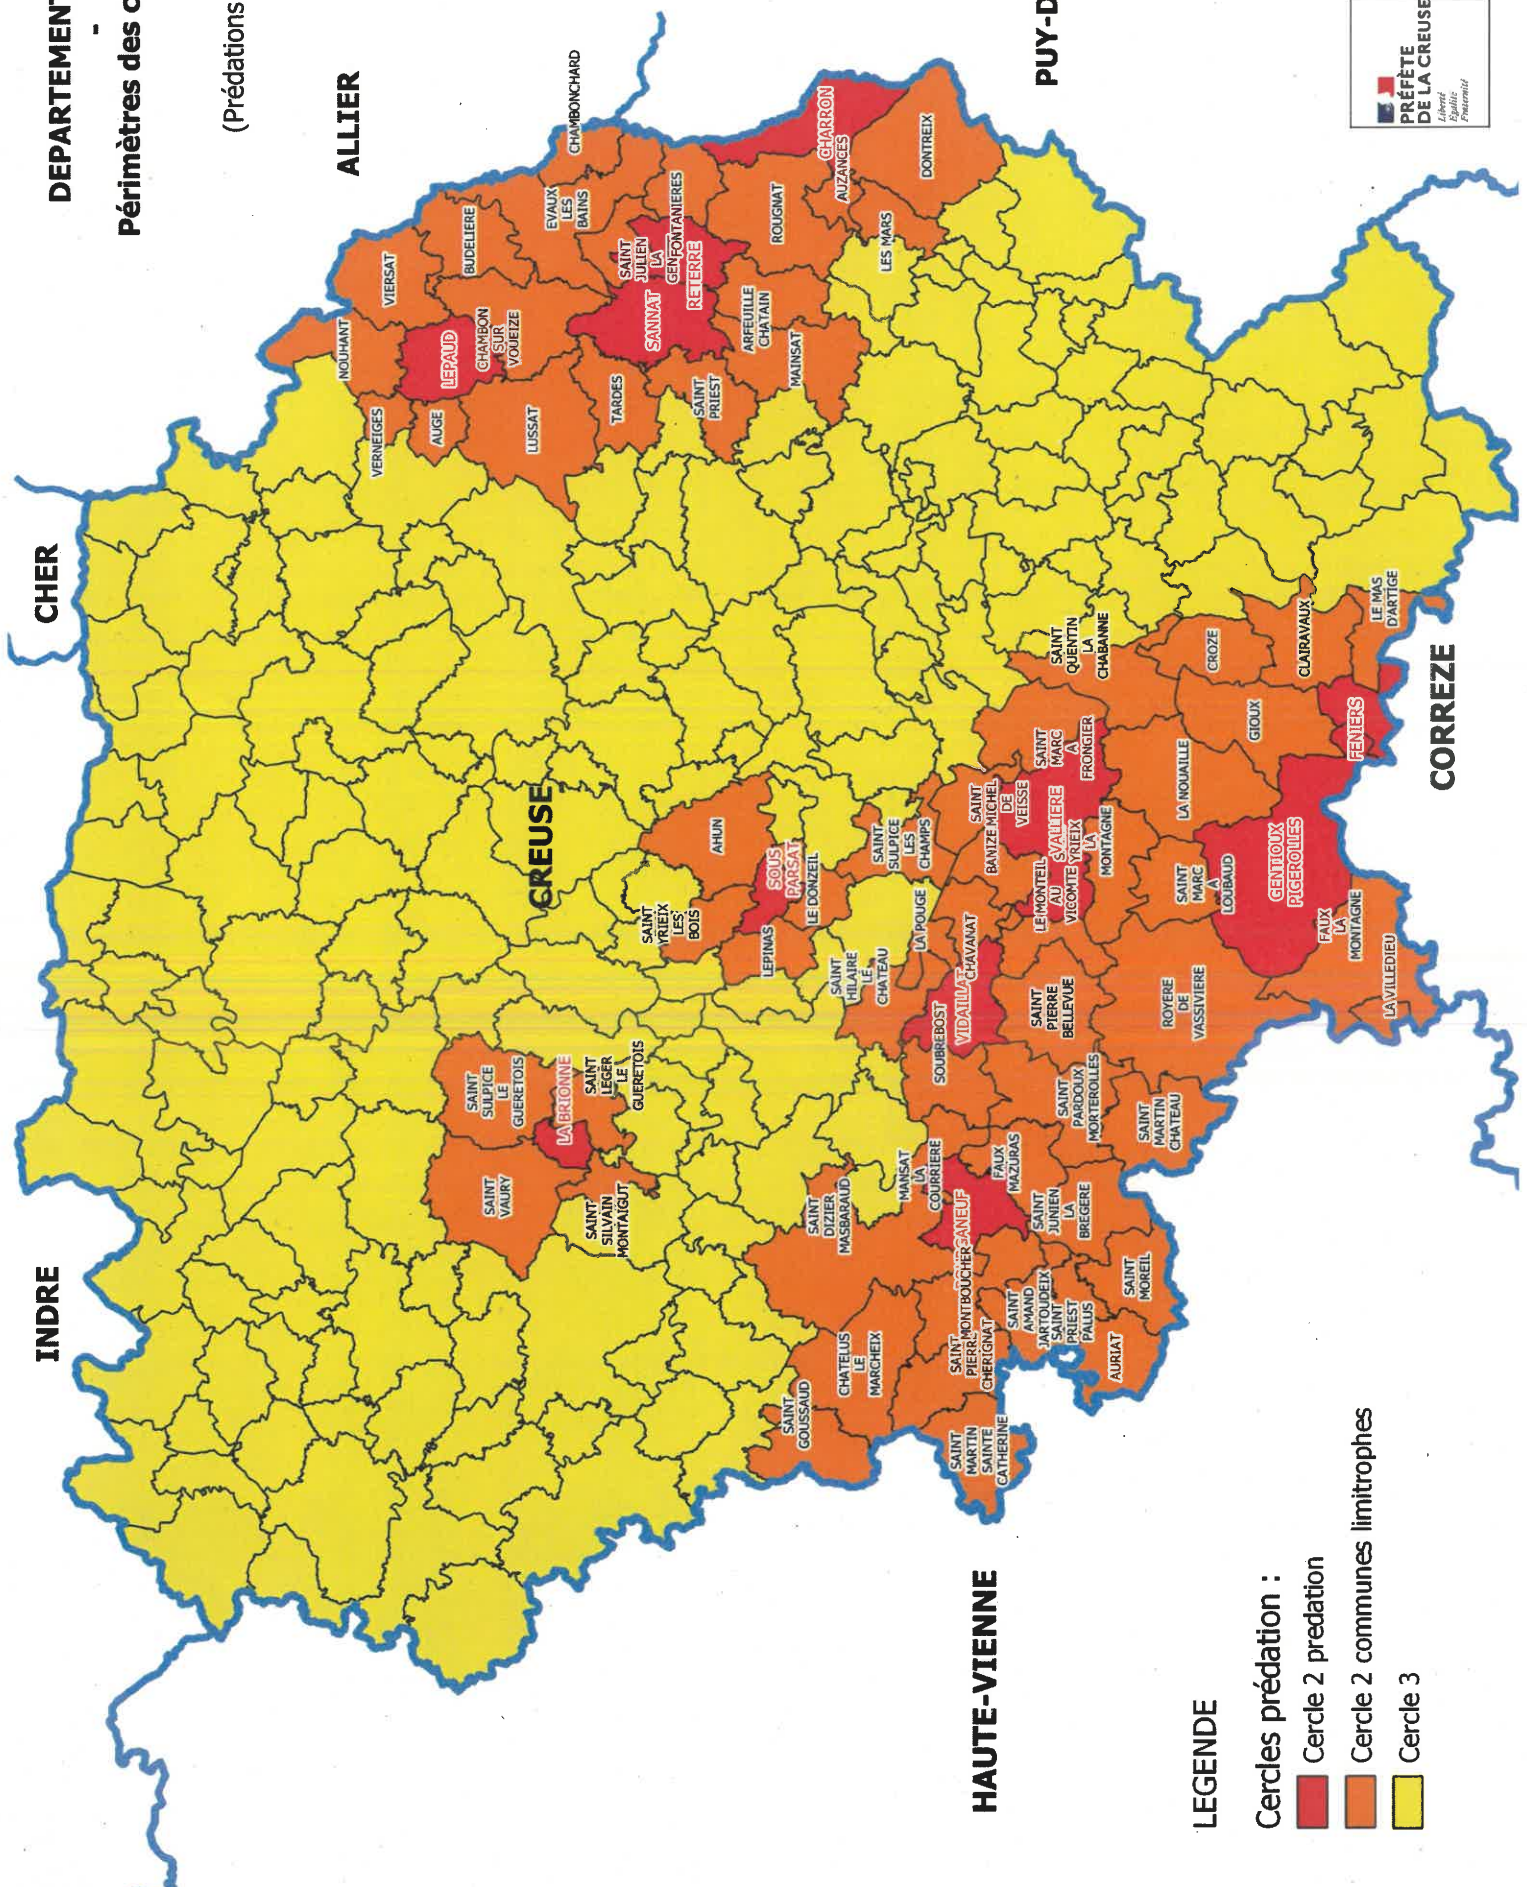 DEPARTEMENT
-
Périmètres des c
(Prédations
INDRE
CHER
ALLIER
PUY-D
CORREZE
HAUTE-VIENNE
CREUSE
NOUHANT
VIERSAT
BUDELIERE
CHAMBONCHARD
EVAUX
LES
BAINS
VERNEIGES
AUGE
LEPAUD
CHAMBON
SUR
VOUEIZE
LUSSAT
TARDES
SANNAT
SAINT
JULIEN
LA
GEN
FONTANIERES
RETERRE
SAINT
PRIEST
ARFEUILLE
CHATAIN
MAINSAT
ROUGNAT
CHARRON
AUZANCES
LES MARS
DONTREIX
SAINT
VAURY
SAINT
SULPICE
LE
GUERETOIS
LA BRIONNE
SAINT
LEGER
LE
GUERETOIS
SAINT
SILVAIN
MONTAIGUT
SAINT
YRIEIX
LES
BOIS
AHUN
LEPINAS
SOUS
PARSAT
LE DONZEIL
SAINT
HILAIRE
LE
CHATEAU
SAINT
SULPICE
LES
CHAMPS
LA POUGE
CHAVANAT
VIDAILLAT
SOUBREBOST
BANIZE
SAINT
MICHEL
DE
VEISSE
SAINT
MARC
A
FRONGIER
SAINT
QUENTIN
LA
CHABANNE
LE MONTEIL
AU
VICOMTE
VALLIERE
S
YRIEIX
LA
MONTAGNE
SAINT
PIERRE
BELLEVUE
ROYERE
DE
VASSIVIERE
SAINT
MARC
A
LOUBAUD
LA NOUAILLE
GIOUX
CROZE
CLAIRAVAUX
LE MAS
D'ARTIGE
FENIERS
GENTIOUX
PIGEROLLES
FAUX
LA
MONTAGNE
LA VILLEDIEU
SAINT
PARDOUX
MORTEROLLES
SAINT
MARTIN
CHATEAU
MANSAT
LA
COURRIERE
FAUX
MAZURAS
SAINT
JUNIEN
LA
BREGERE
SAINT
DIZIER
MASBARAUD
GANEUF
MONTBOUCHER
SAINT
PIERR
CHERIGNAT
SAINT
AMAND
JARTOUDEIX
SAINT
PRIEST
PALUS
SAINT
MOREIL
AURIAT
CHATELUS
LE
MARCHEIX
SAINT
GOUSSAUD
SAINT
MARTIN
SAINTE
CATHERINE
LEGENDE
Cercles prédation :
Cercle 2 predation
Cercle 2 communes limitrophes
Cercle 3
PRÉFÈTE
DE LA CREUSE
Liberté
Égalité
Fraternité